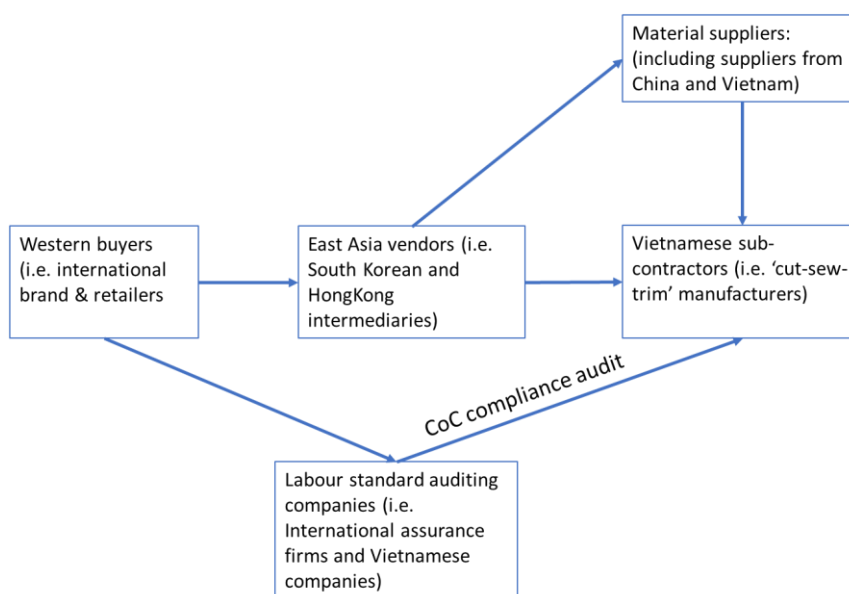 Material suppliers:
(including suppliers from
China and Vietnam)
Western buyers
(i.e. international
brand & retailers
East Asia vendors (i.e.
South Korean and
HongKong
intermediaries)
Vietnamese sub-
contractors (i.e. ‘cut-sew-
trim’ manufacturers)
CoC compliance audit
Labour standard auditing
companies (i.e.
International assurance
firms and Vietnamese
companies)